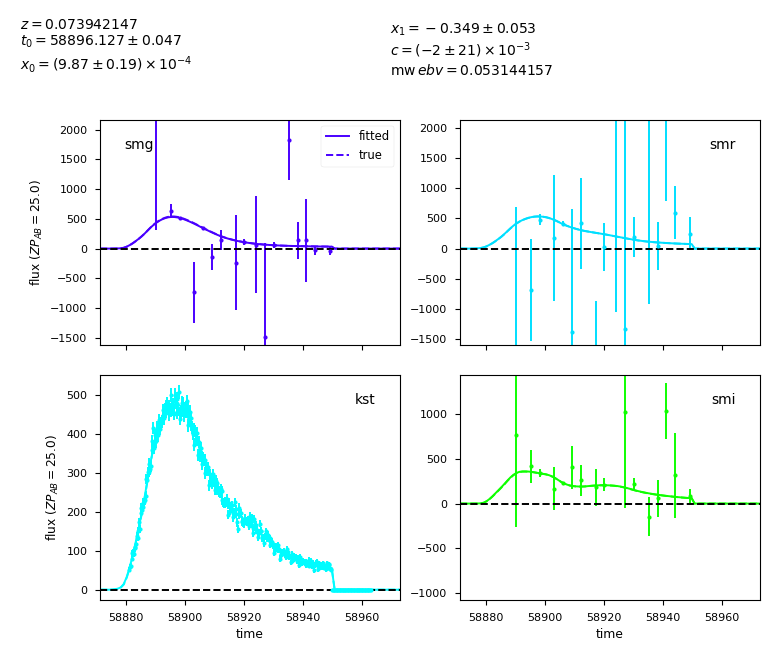 z = 0.073942147
t₀ = 58896.127 ± 0.047
x₀ = (9.87 ± 0.19) × 10⁻⁴
x₁ = −0.349 ± 0.053
c = (−2 ± 21) × 10⁻³
mw ebv = 0.053144157
smg
fitted
true
2000
1500
1000
500
0
−500
−1000
−1500
flux (ZP_AB = 25.0)
smr
2000
1500
1000
500
0
−500
−1000
−1500
kst
500
400
300
200
100
0
flux (ZP_AB = 25.0)
58880 58900 58920 58940 58960
time
smi
1000
500
0
−500
−1000
58880 58900 58920 58940 58960
time